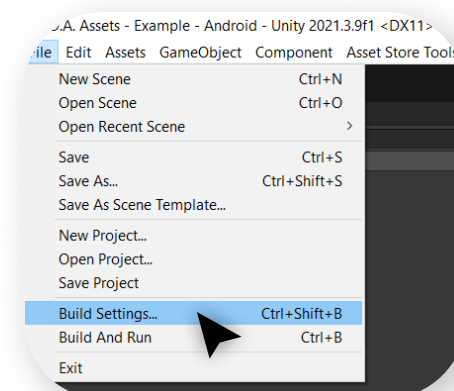 .A. Assets - Example - Android - Unity 2021.3.9f1 <DX11>
File Edit Assets GameObject Component Asset Store Tools
New Scene Ctrl+N
Open Scene Ctrl+O
Open Recent Scene >
Save Ctrl+S
Save As... Ctrl+Shift+S
Save As Scene Template...
New Project...
Open Project...
Save Project
Build Settings... Ctrl+Shift+B
Build And Run Ctrl+B
Exit